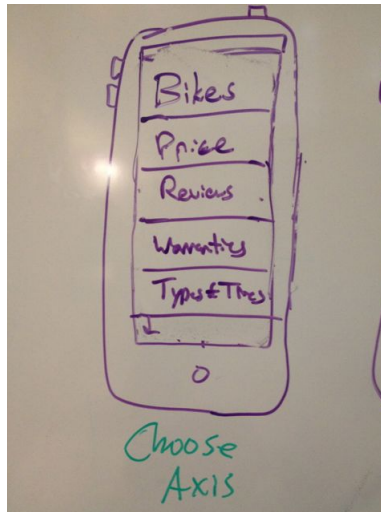 Bikes
Price
Reviews
Warranties
Types & Tires
Choose
Axis